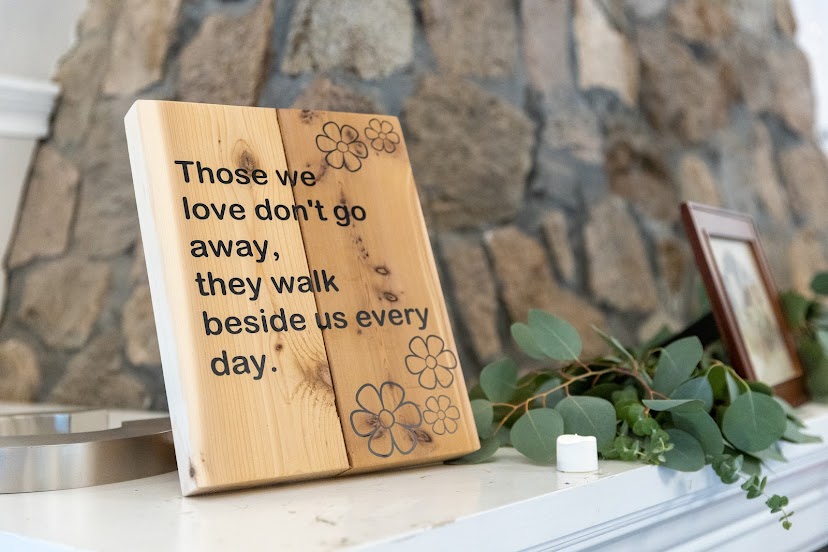 Those we
love don't go
away,
they walk
beside us every
day.